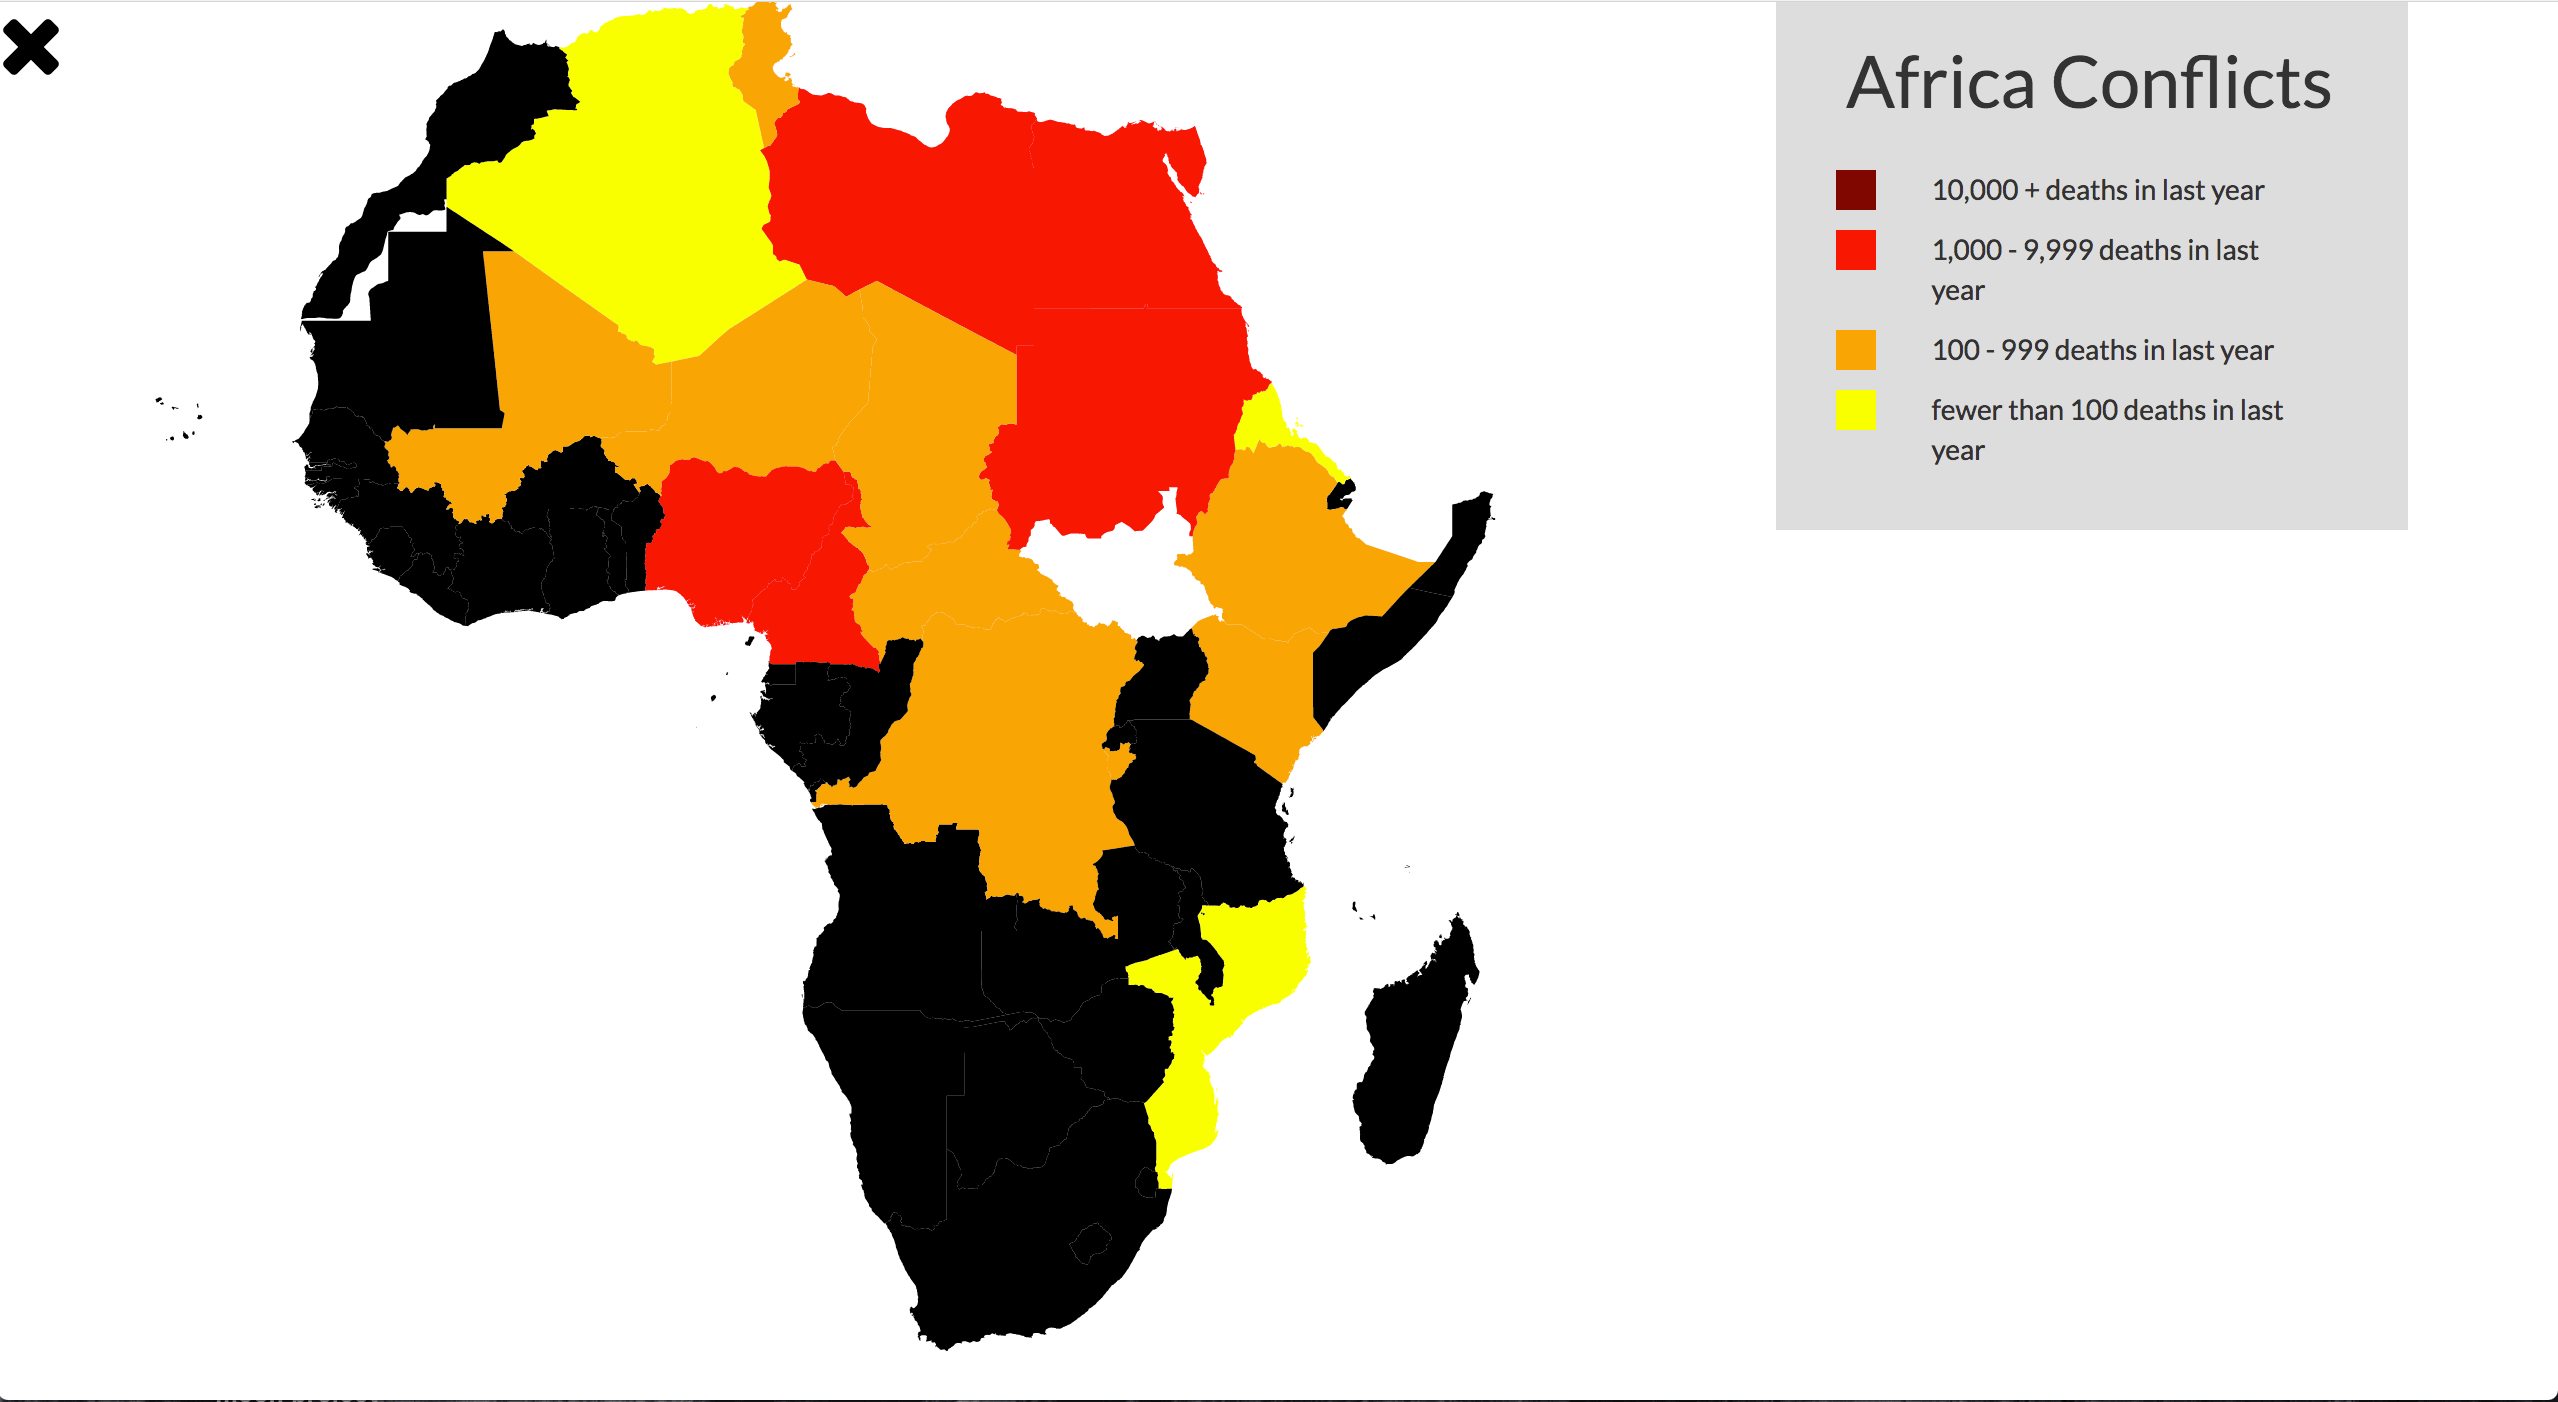 Africa Conflicts
10,000 + deaths in last year
1,000 - 9,999 deaths in last
year
100 - 999 deaths in last year
fewer than 100 deaths in last
year